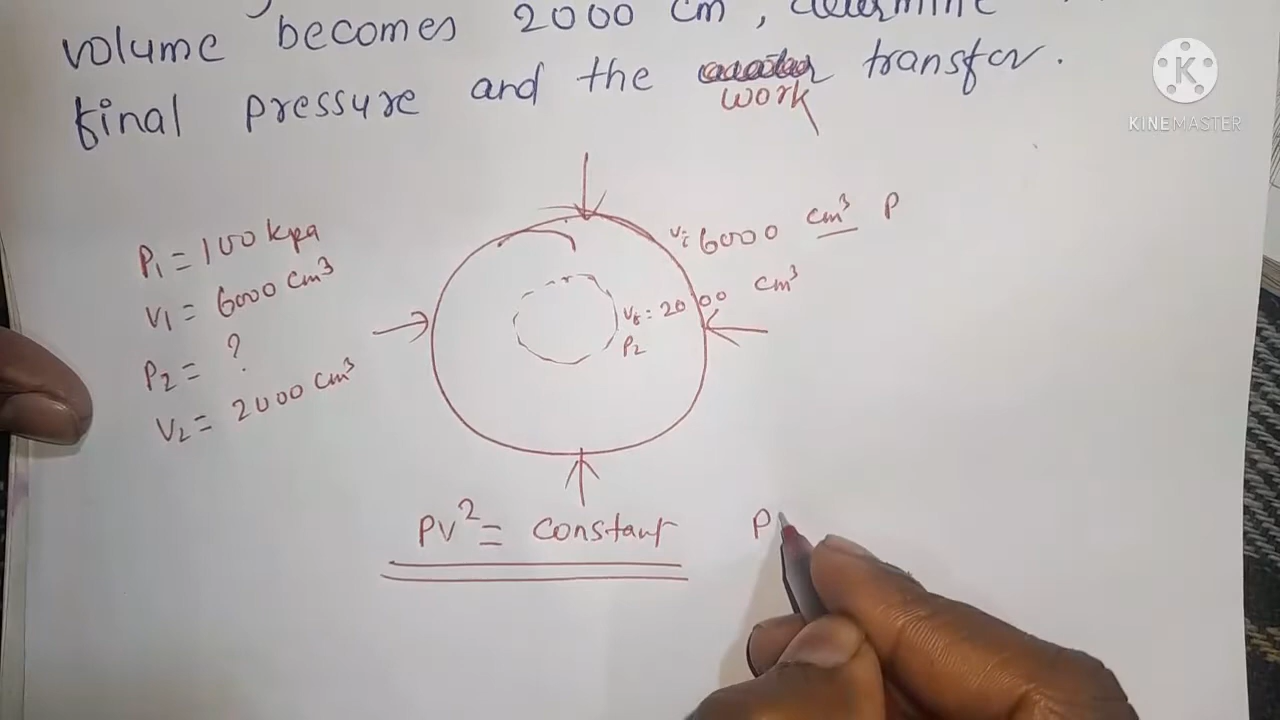 volume becomes 2000 cm, determine
final pressure and the transfer.
work
KINEMASTER
P1 = 100 kpa
V1 = 6000 cm³
P2 = ?
V2 = 2000 cm³
Vi 6000 cm³ P
Vf = 2000 cm³
P2
PV² = constant
P